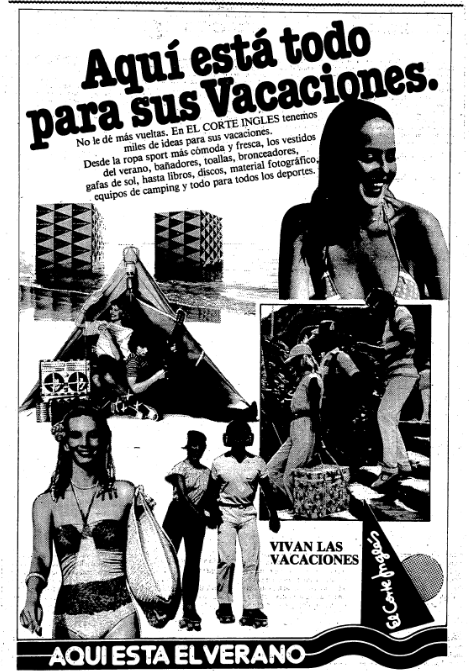 Aquí está todo
para sus Vacaciones.
No le dé más vueltas. En EL CORTE INGLES tenemos
miles de ideas para sus vacaciones.
Desde la ropa sport más còmoda y fresca, los vestidos
del verano, bañadores, toallas, bronceadores,
gafas de sol, hasta libros, discos, material fotográfico,
equipos de camping y todo para todos los deportes.
VIVAN LAS
VACACIONES
El Corte Inglés
AQUI ESTA EL VERANO